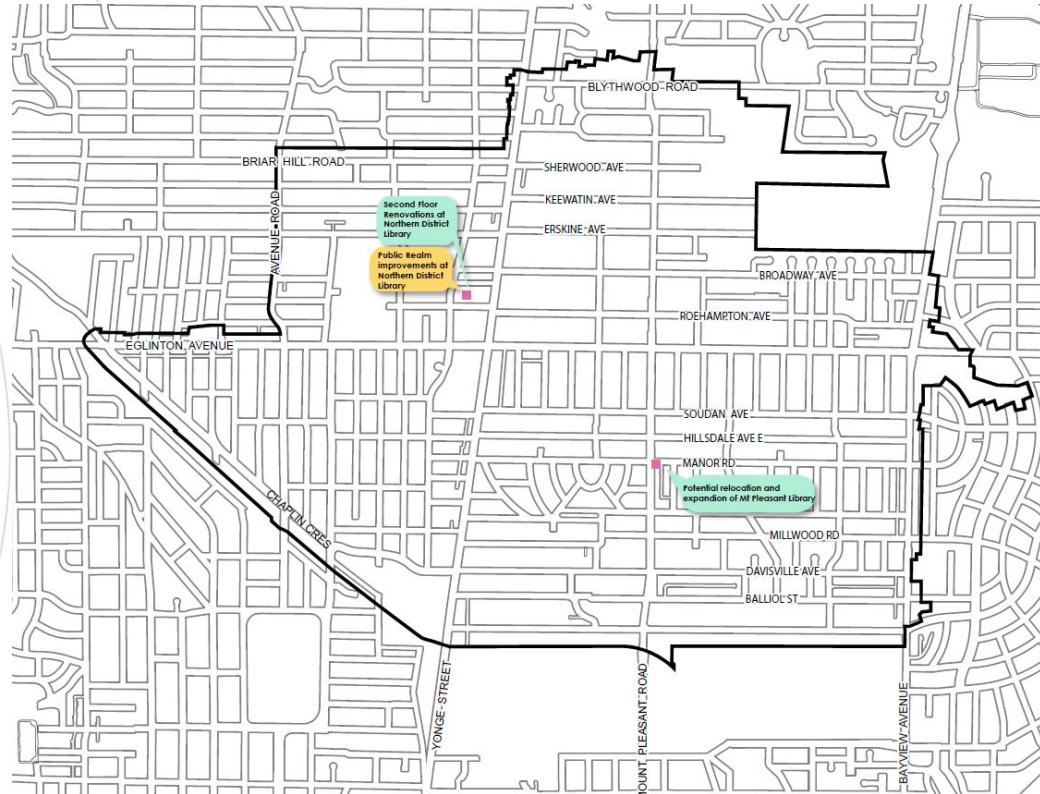 BLYTHWOOD ROAD
BRIAR HILL ROAD
SHERWOOD AVE
KEEWATIN AVE
AVENUE ROAD
Second Floor
Renovations at
Northern District
Library
ERSKINE AVE
Public Realm
improvements at
Northern District
Library
BROADWAY AVE
ROEHAMPTON AVE
EGLINTON AVENUE
SOUDAN AVE
HILLSDALE AVE E
MANOR RD
Potential relocation and
expansion of Mt Pleasant Library
CHAPLIN CRES
MILLWOOD RD
DAVISVILLE AVE
BALLIOL ST
YONGE STREET
MOUNT PLEASANT ROAD
BAYVIEW AVENUE